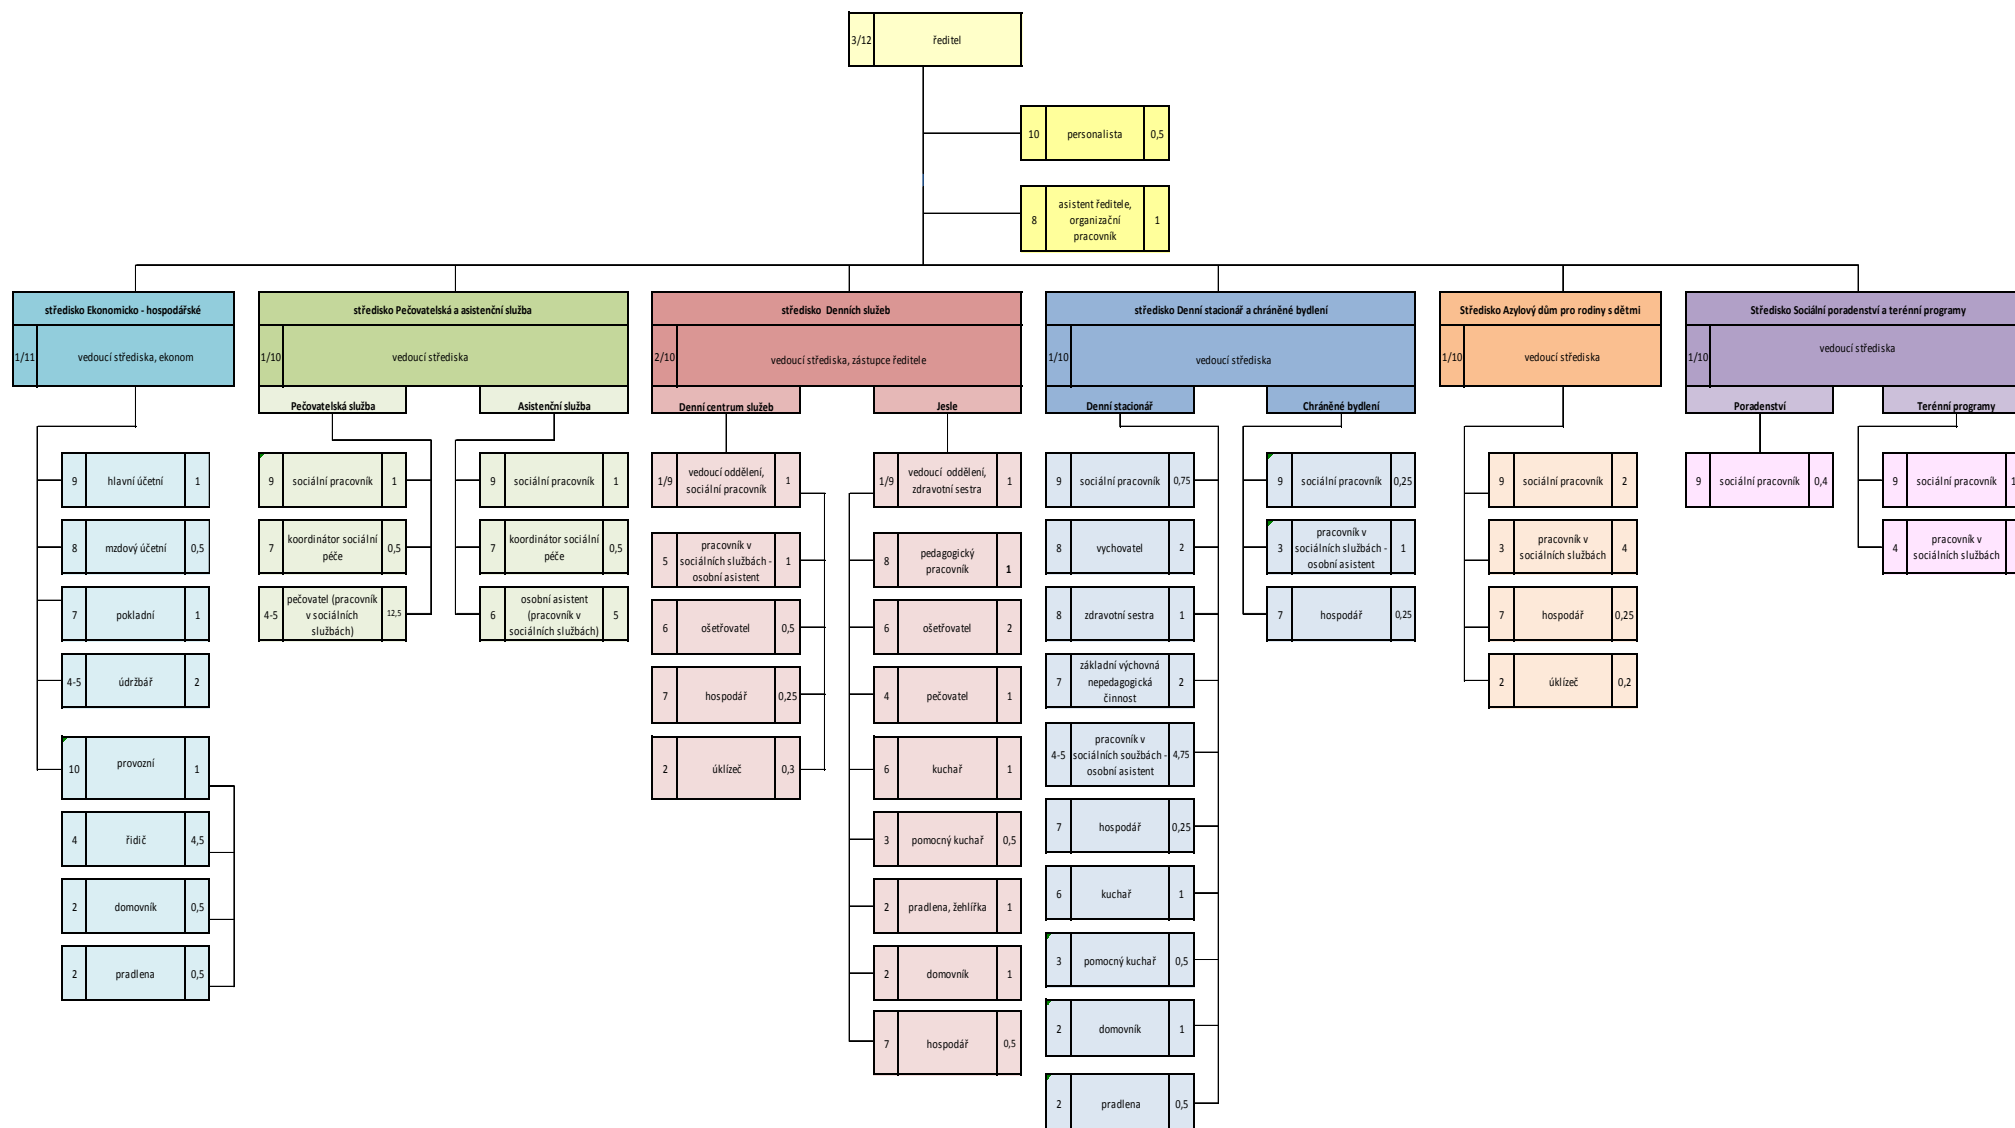 3/12 ředitel
10 personalista 0,5
8 asistent ředitele, organizační pracovník 1
středisko Ekonomicko - hospodářské
1/11 vedoucí střediska, ekonom
9 hlavní účetní 1
8 mzdový účetní 0,5
7 pokladní 1
4-5 údržbář 2
10 provozní 1
4 řidič 4,5
2 domovník 0,5
2 pradlena 0,5
středisko Pečovatelská a asistenční služba
1/10 vedoucí střediska
Pečovatelská služba
9 sociální pracovník 1
7 koordinátor sociální péče 0,5
4-5 pečovatel (pracovník v sociálních službách) 12,5
Asistenční služba
9 sociální pracovník 1
7 koordinátor sociální péče 0,5
6 osobní asistent (pracovník v sociálních službách) 5
středisko Denních služeb
2/10 vedoucí střediska, zástupce ředitele
Denní centrum služeb
1/9 vedoucí oddělení, sociální pracovník 1
5 pracovník v sociálních službách - osobní asistent 1
6 ošetřovatel 0,5
7 hospodář 0,25
2 úklízeč 0,3
Jesle
1/9 vedoucí oddělení, zdravotní sestra 1
8 pedagogický pracovník 1
6 ošetřovatel 2
4 pečovatel 1
6 kuchař 1
3 pomocný kuchař 0,5
2 pradlena, žehlířka 1
2 domovník 1
7 hospodář 0,5
středisko Denní stacionář a chráněné bydlení
1/10 vedoucí střediska
Denní stacionář
9 sociální pracovník 0,75
8 vychovatel 2
8 zdravotní sestra 1
7 základní výchovná nepedagogická činnost 2
4-5 pracovník v sociálních soužbách - osobní asistent 4,75
7 hospodář 0,25
6 kuchař 1
3 pomocný kuchař 0,5
2 domovník 1
2 pradlena 0,5
Chráněné bydlení
9 sociální pracovník 0,25
3 pracovník v sociálních službách - osobní asistent 1
7 hospodář 0,25
Středisko Azylový dům pro rodiny s dětmi
1/10 vedoucí střediska
9 sociální pracovník 2
3 pracovník v sociálních službách 4
7 hospodář 0,25
2 úklízeč 0,2
Středisko Sociální poradenství a terénní programy
1/10 vedoucí střediska
Poradenství
9 sociální pracovník 0,4
Terénní programy
9 sociální pracovník
4 pracovník v sociálních službách